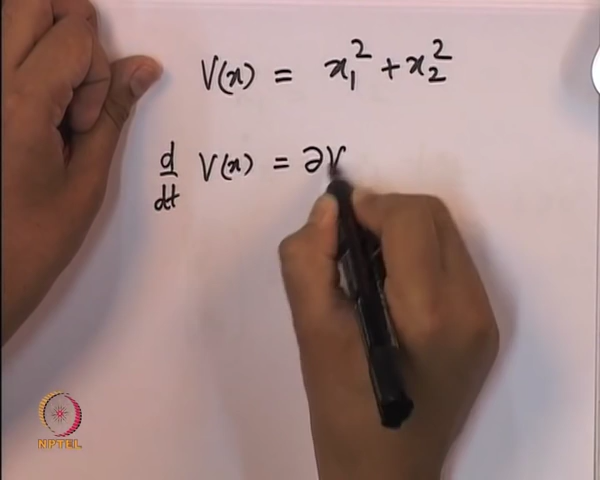 V(x) = x₁² + x₂²
d/dt V(x) = ∂V
NPTEL